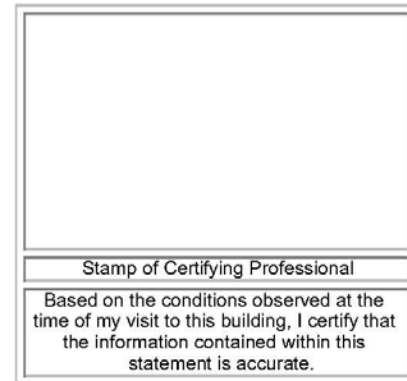 Stamp of Certifying Professional
Based on the conditions observed at the
time of my visit to this building, I certify that
the information contained within this
statement is accurate.